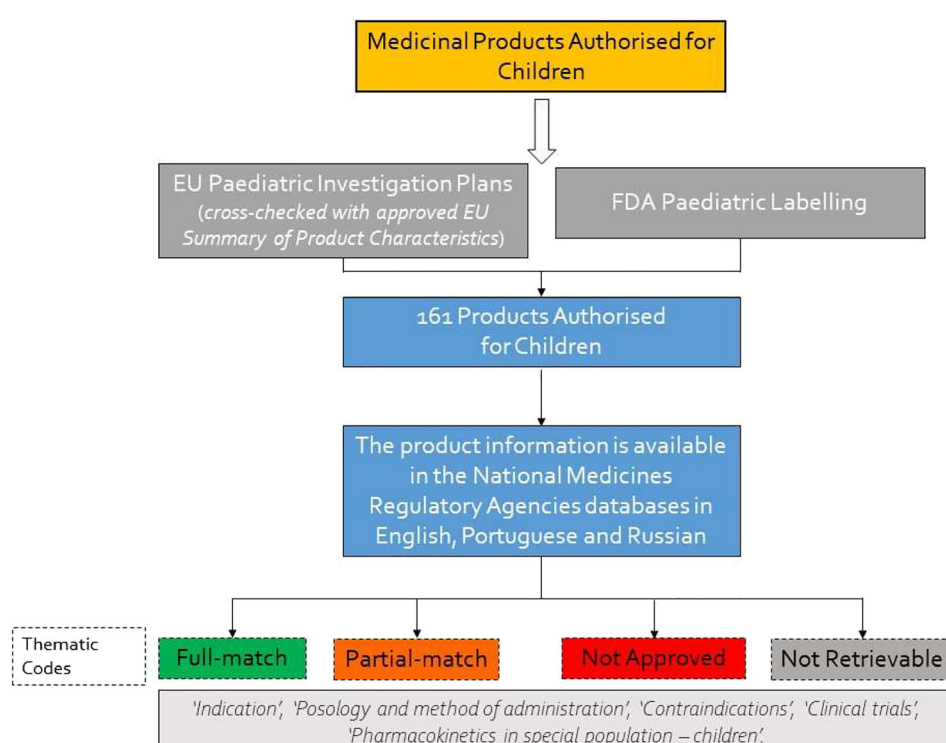 Medicinal Products Authorised for
Children
EU Paediatric Investigation Plans
(cross-checked with approved EU
Summary of Product Characteristics)
FDA Paediatric Labelling
161 Products Authorised
for Children
The product information is available
in the National Medicines
Regulatory Agencies databases in
English, Portuguese and Russian
Thematic
Codes
Full-match
Partial-match
Not Approved
Not Retrievable
‘Indication’, ‘Posology and method of administration’, ‘Contraindications’, ‘Clinical trials’,
‘Pharmacokinetics in special population – children’.